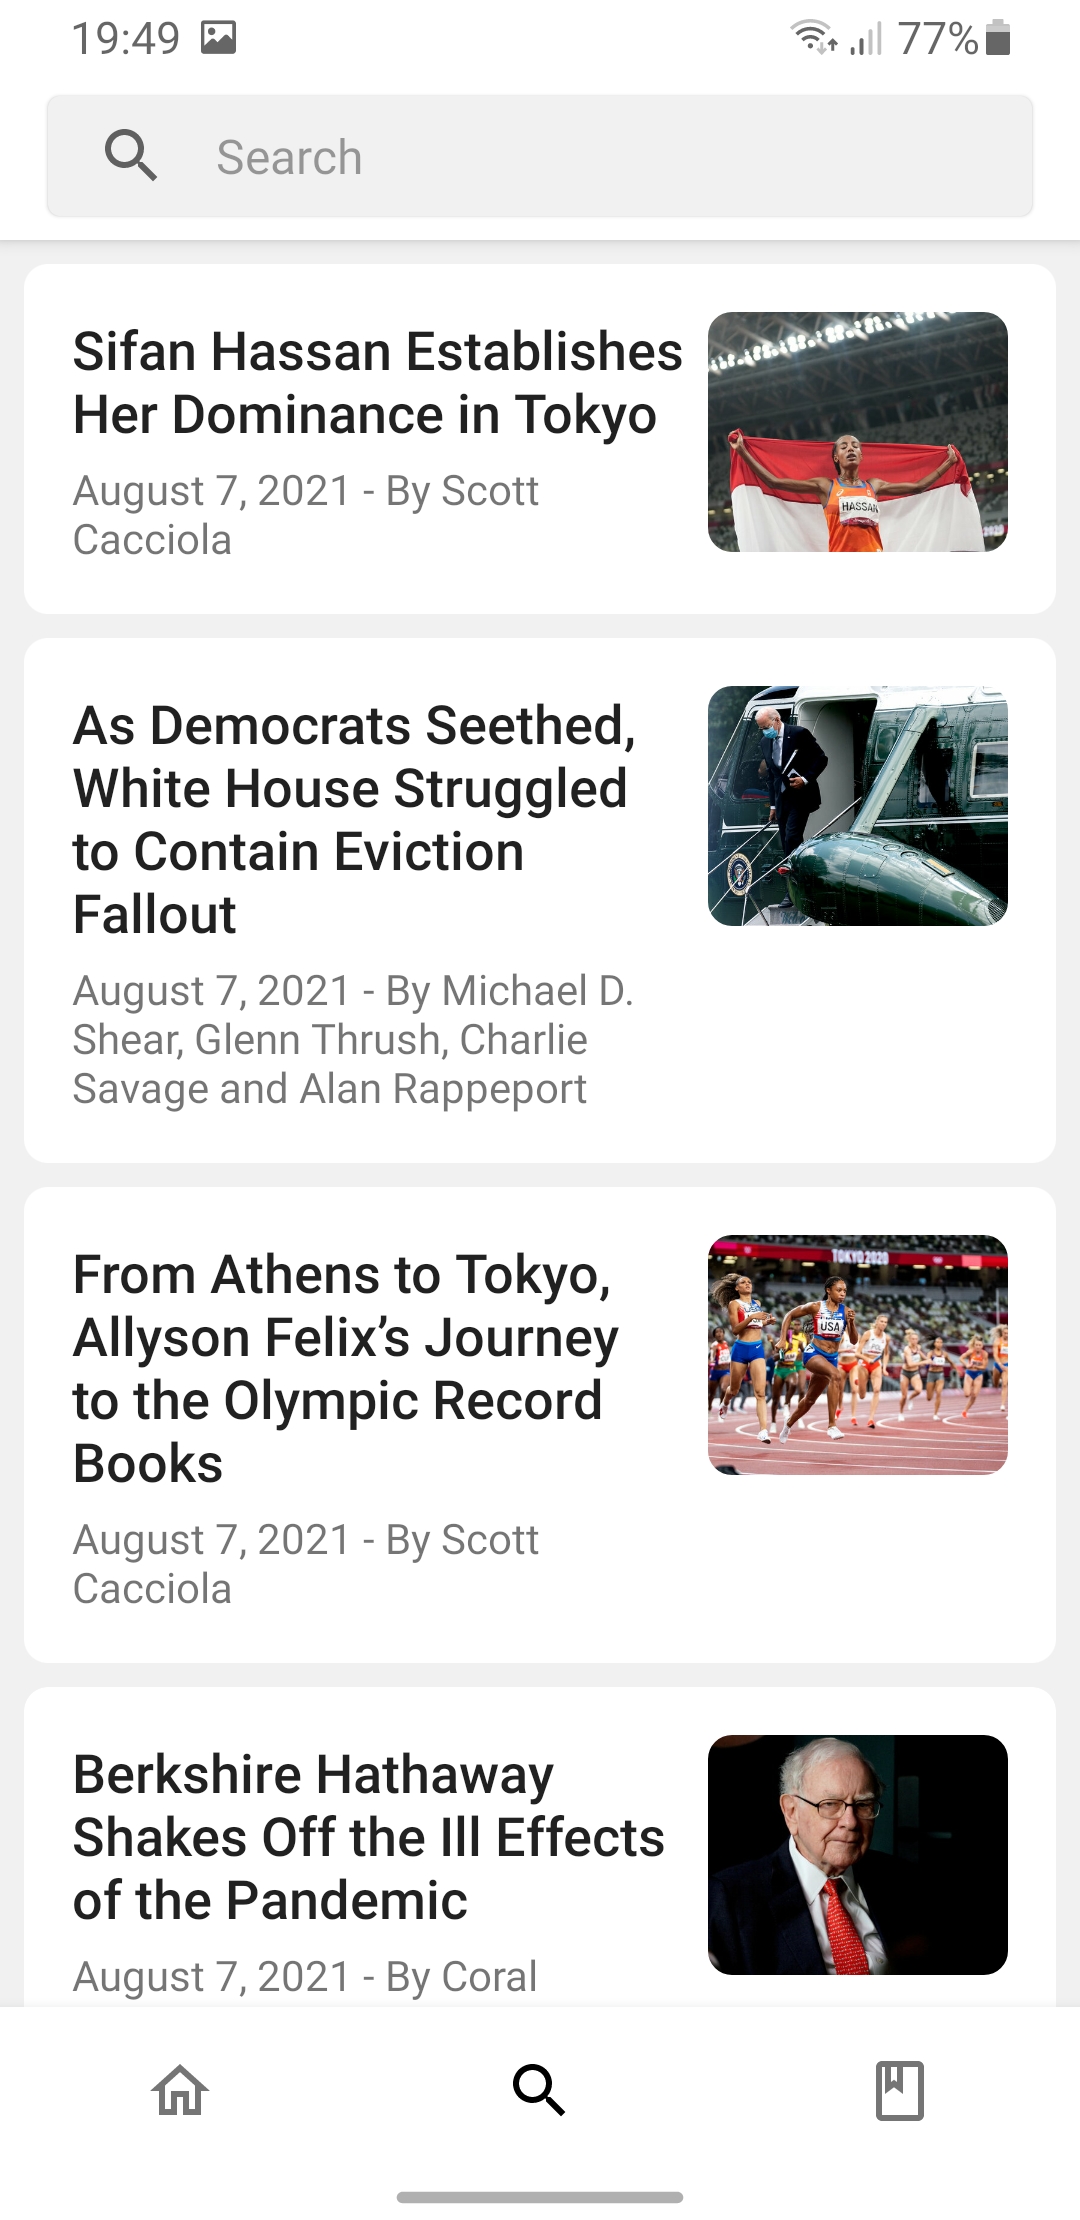 19:49
77%
Search
Sifan Hassan Establishes
Her Dominance in Tokyo
August 7, 2021 - By Scott
Cacciola
HASSAN
As Democrats Seethed,
White House Struggled
to Contain Eviction
Fallout
August 7, 2021 - By Michael D.
Shear, Glenn Thrush, Charlie
Savage and Alan Rappeport
From Athens to Tokyo,
Allyson Felix’s Journey
to the Olympic Record
Books
August 7, 2021 - By Scott
Cacciola
TOKYO 2020
USA
Berkshire Hathaway
Shakes Off the Ill Effects
of the Pandemic
August 7, 2021 - By Coral